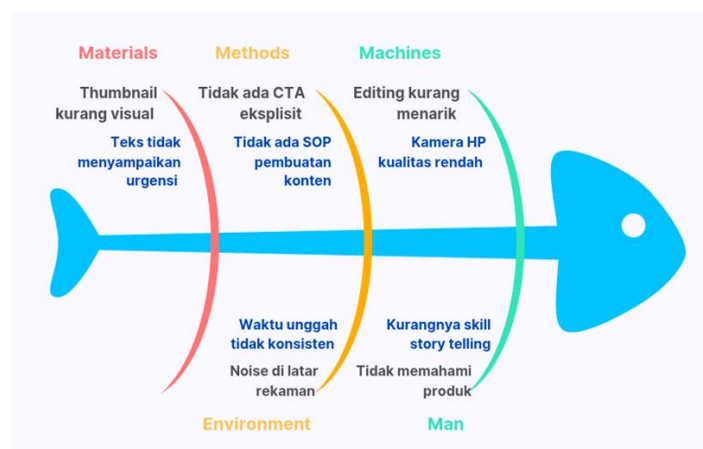 Materials
Thumbnail
kurang visual
Teks tidak
menyampaikan
urgensi
Methods
Tidak ada CTA
eksplisit
Tidak ada SOP
pembuatan
konten
Machines
Editing kurang
menarik
Kamera HP
kualitas rendah
Waktu unggah
tidak konsisten
Noise di latar
rekaman
Environment
Kurangnya skill
story telling
Tidak memahami
produk
Man